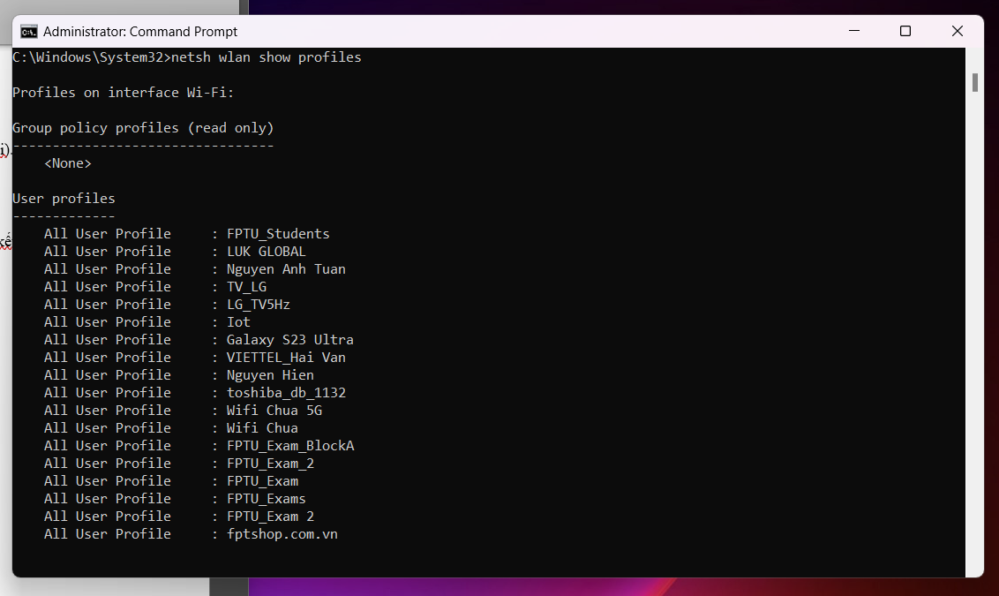 Administrator: Command Prompt
C:\Windows\System32>netsh wlan show profiles
Profiles on interface Wi-Fi:
Group policy profiles (read only)
---------------------------------
<None>
User profiles
-------------
All User Profile     : FPTU_Students
All User Profile     : LUK GLOBAL
All User Profile     : Nguyen Anh Tuan
All User Profile     : TV_LG
All User Profile     : LG_TV5Hz
All User Profile     : Iot
All User Profile     : Galaxy S23 Ultra
All User Profile     : VIETTEL_Hai Van
All User Profile     : Nguyen Hien
All User Profile     : toshiba_db_1132
All User Profile     : Wifi Chua 5G
All User Profile     : Wifi Chua
All User Profile     : FPTU_Exam_BlockA
All User Profile     : FPTU_Exam_2
All User Profile     : FPTU_Exam
All User Profile     : FPTU_Exams
All User Profile     : FPTU_Exam 2
All User Profile     : fptshop.com.vn
i).
kế